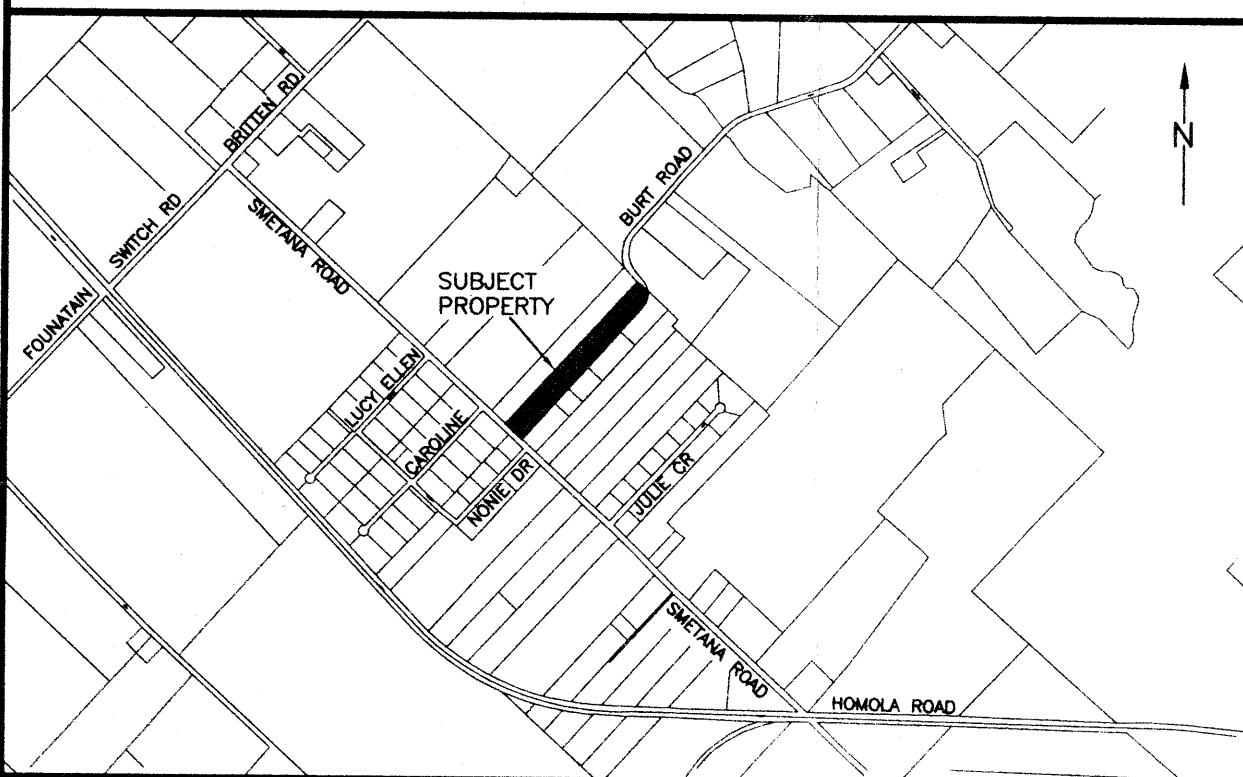 BRITTEN RD
N
BURT ROAD
SWITCH RD
SMETANA ROAD
SUBJECT
PROPERTY
FOUNATAIN
LUCY ELLEN
CAROLINE
NONIE DR
JULIE CR
SMETANA ROAD
HOMOLA ROAD